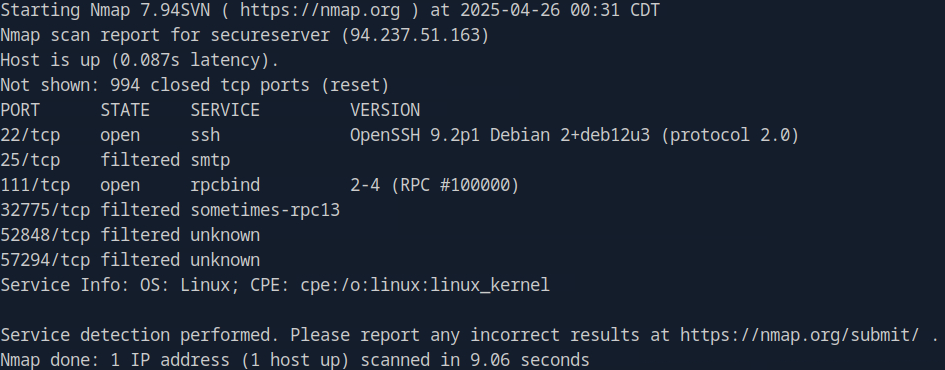 Starting Nmap 7.94SVN ( https://nmap.org ) at 2025-04-26 00:31 CDT
Nmap scan report for secureserver (94.237.51.163)
Host is up (0.087s latency).
Not shown: 994 closed tcp ports (reset)
PORT      STATE    SERVICE         VERSION
22/tcp    open     ssh             OpenSSH 9.2p1 Debian 2+deb12u3 (protocol 2.0)
25/tcp    filtered smtp
111/tcp   open     rpcbind         2-4 (RPC #100000)
32775/tcp filtered sometimes-rpc13
52848/tcp filtered unknown
57294/tcp filtered unknown
Service Info: OS: Linux; CPE: cpe:/o:linux:linux_kernel

Service detection performed. Please report any incorrect results at https://nmap.org/submit/ .
Nmap done: 1 IP address (1 host up) scanned in 9.06 seconds